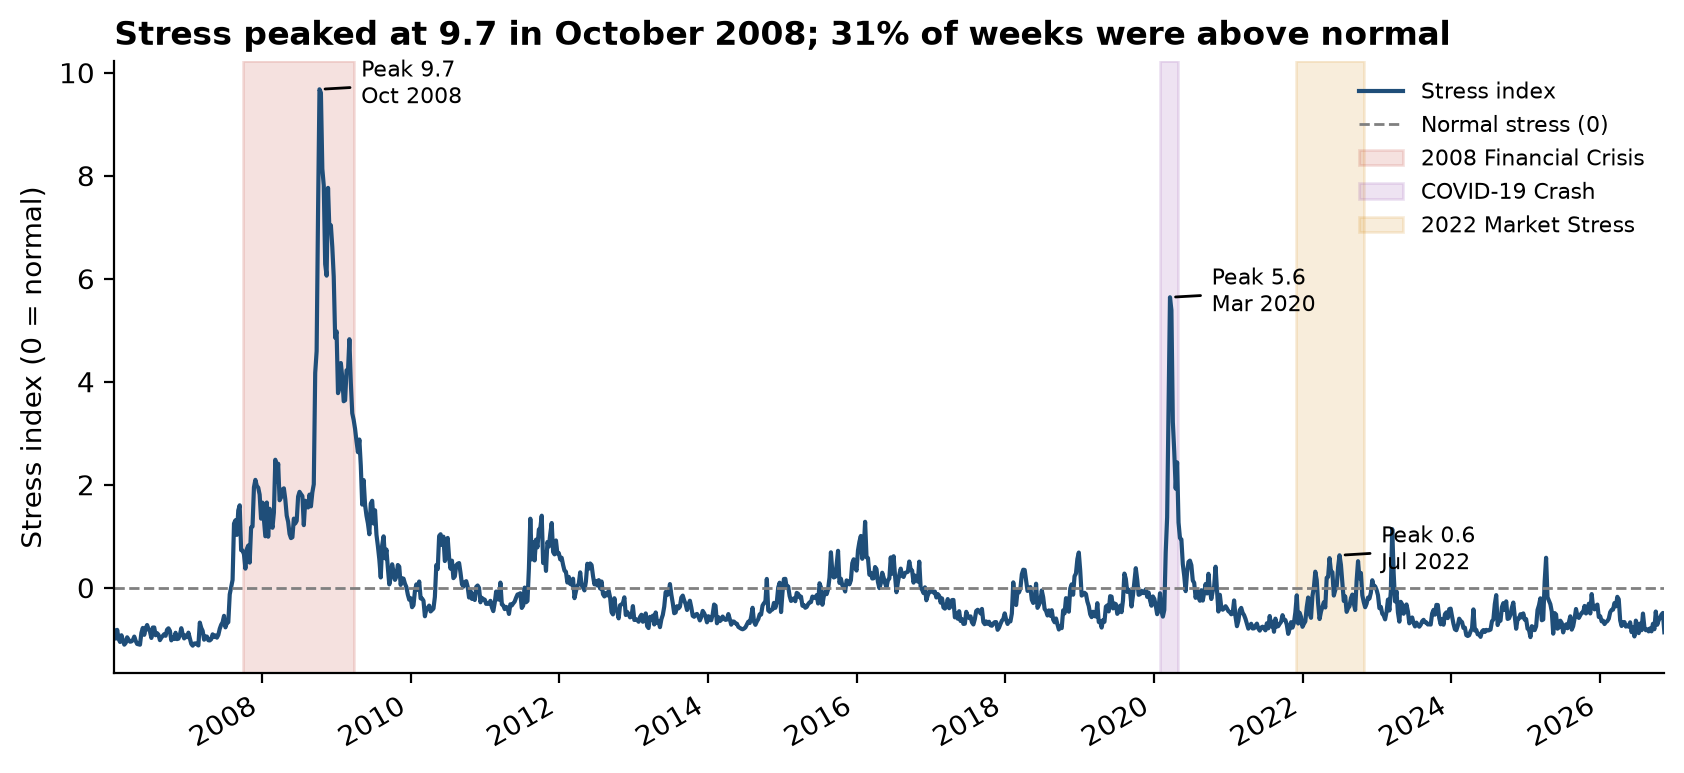 Stress peaked at 9.7 in October 2008; 31% of weeks were above normal
Stress index (0 = normal)
10
8
6
4
2
0
Peak 9.7
Oct 2008
Peak 5.6
Mar 2020
Peak 0.6
Jul 2022
Stress index
Normal stress (0)
2008 Financial Crisis
COVID-19 Crash
2022 Market Stress
2008
2010
2012
2014
2016
2018
2020
2022
2024
2026